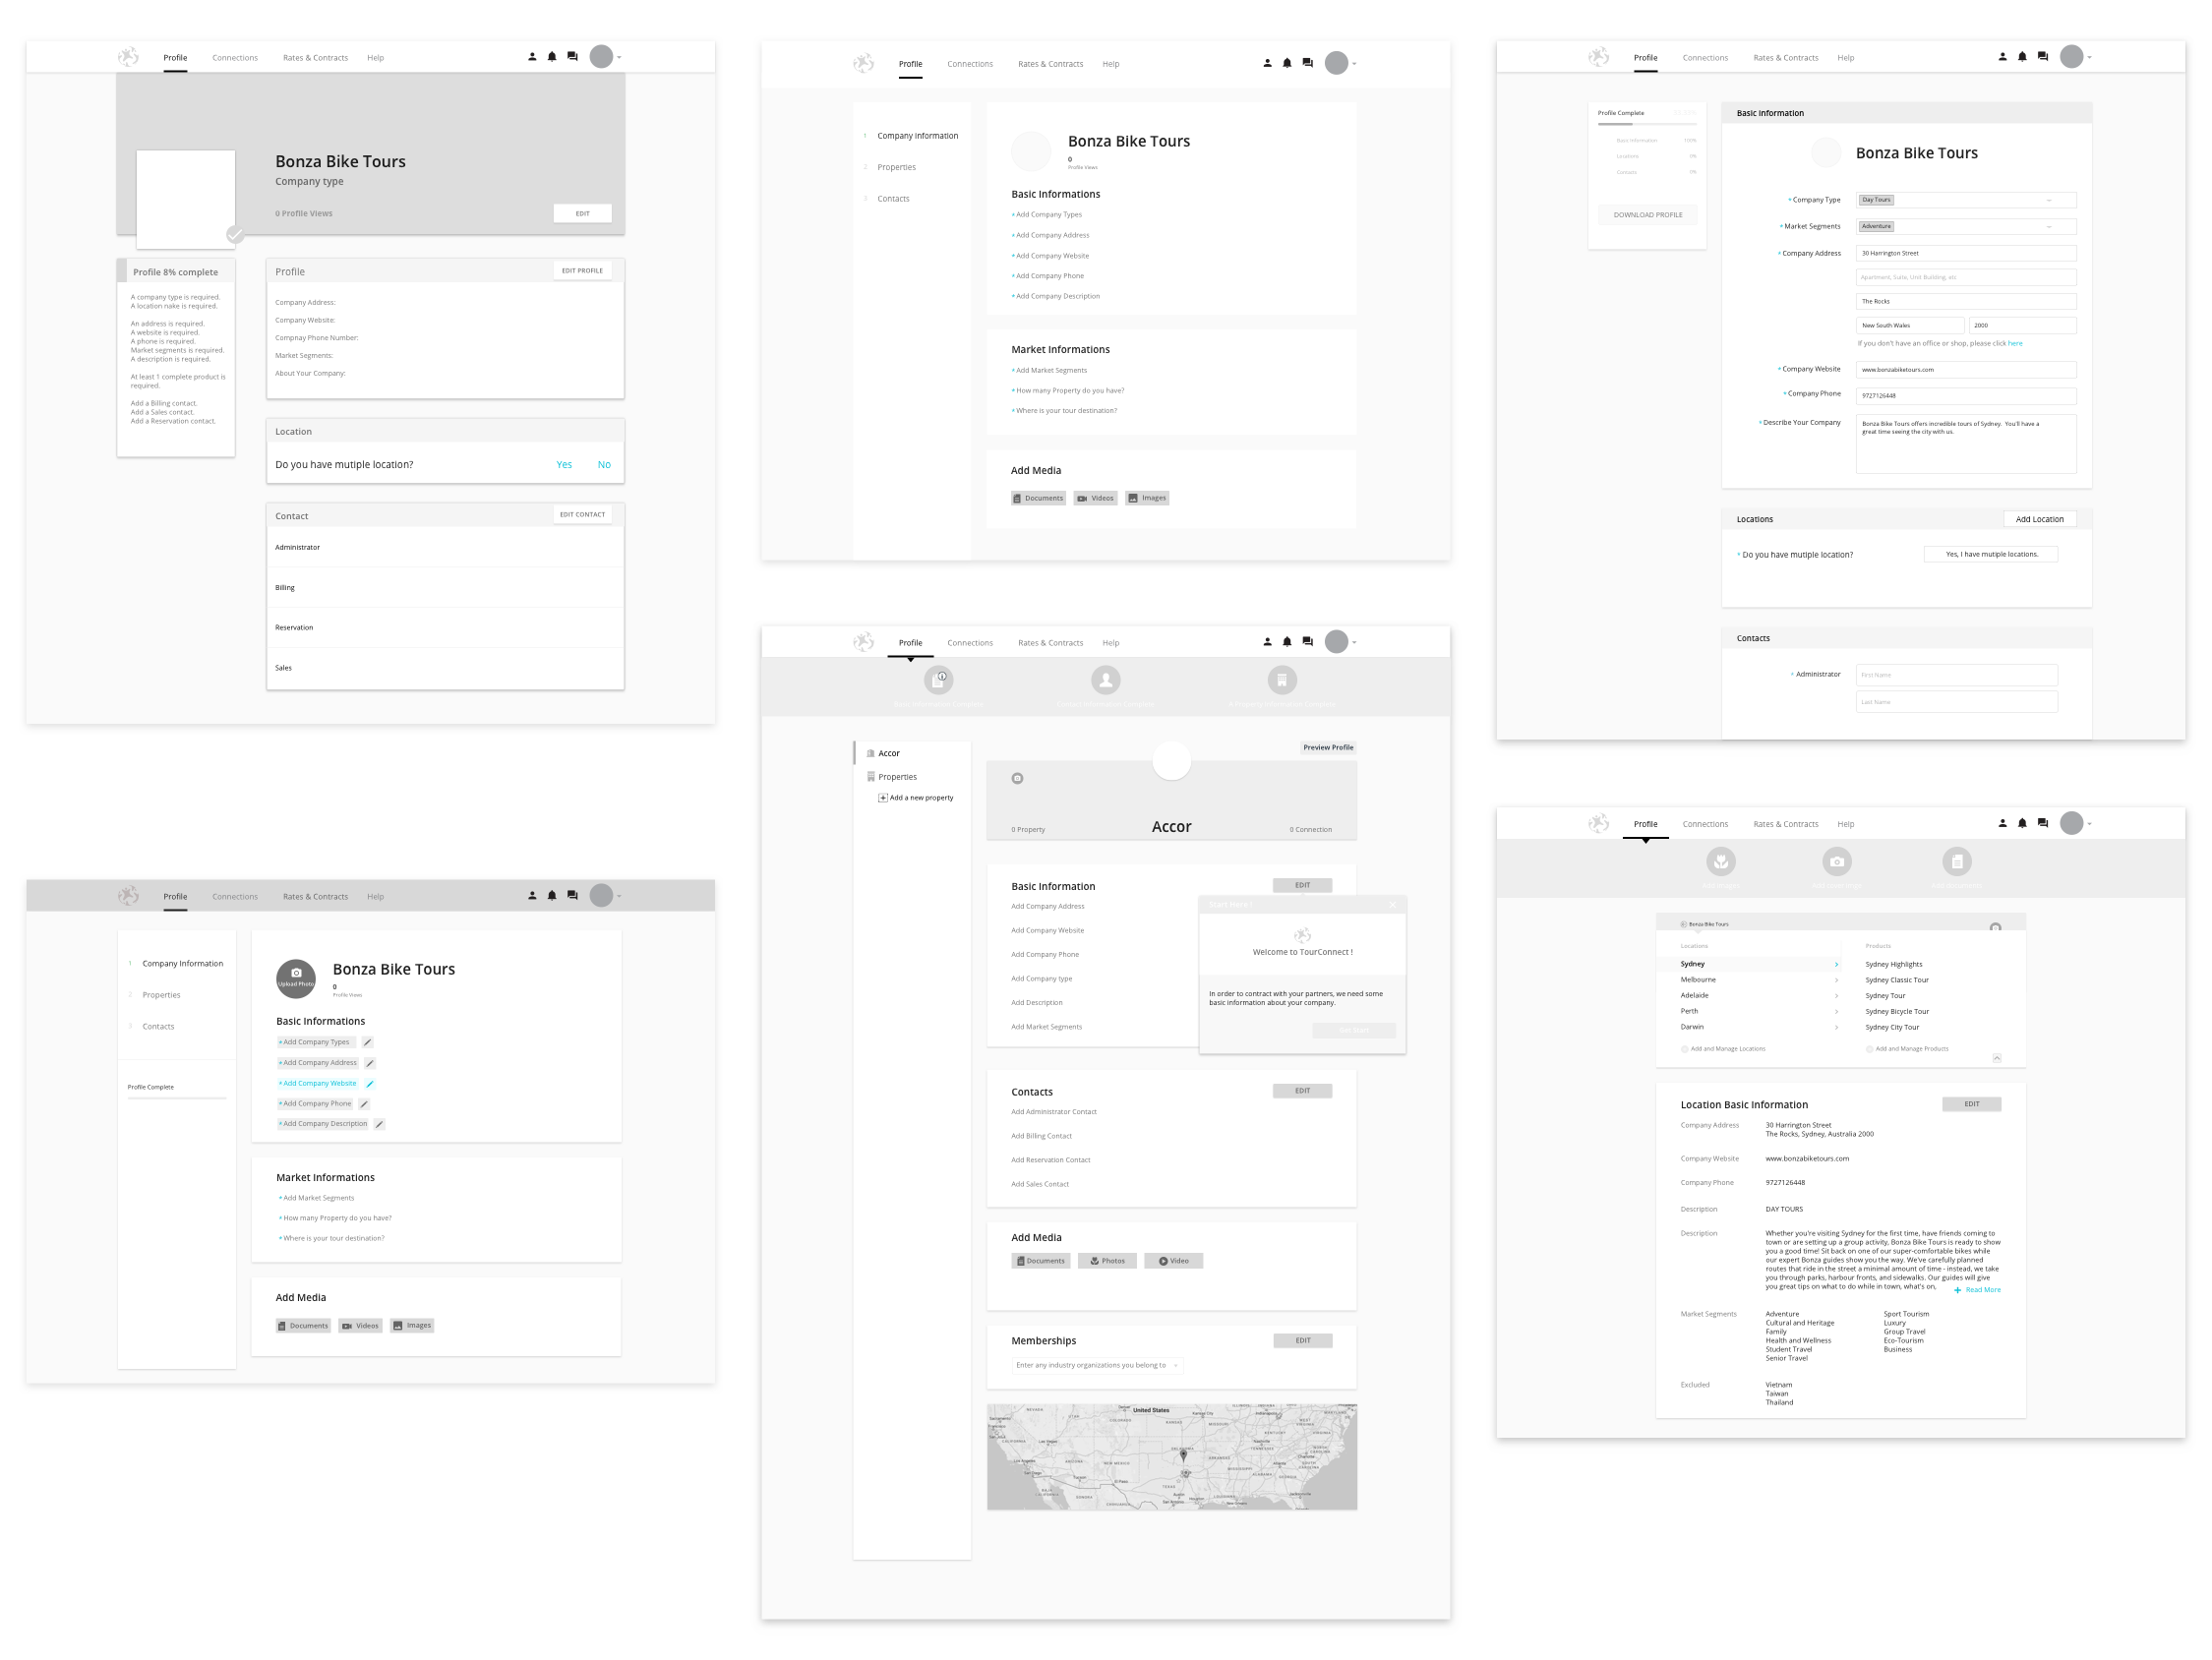 Profile Connections Rates & Contracts Help
Bonza Bike Tours
Company type
0 Profile Views
EDIT
Profile 8% complete
A company type is required.
A location nake is required.
An address is required.
A website is required.
A phone is required.
Market segments is required.
A description is required.
At least 1 complete product is
required.
Add a Billing contact.
Add a Sales contact.
Add a Reservation contact.
Profile
EDIT PROFILE
Company Address:
Company Website:
Compnay Phone Number:
Market Segments:
About Your Company:
Location
Do you have mutiple location? Yes No
Contact
EDIT CONTACT
Administrator
Billing
Reservation
Sales
Profile Connections Rates & Contracts Help
1 Company Information
2 Properties
3 Contacts
Bonza Bike Tours
0
Profile Views
Basic Informations
*Add Company Types
*Add Company Address
*Add Company Website
*Add Company Phone
*Add Company Description
Market Informations
*Add Market Segments
*How many Property do you have?
*Where is your tour destination?
Add Media
Documents Videos Images
Profile Connections Rates & Contracts Help
Profile Complete
Basic Information 100%
Locations 0%
Contacts 0%
DOWNLOAD PROFILE
Basic Information
Bonza Bike Tours
* Company Type Day Tours
* Market Segments Adventure
* Company Address 30 Harrington Street
Apartment, Suite, Unit Building, etc
The Rocks
New South Wales 2000
If you don't have an office or shop, please click here
* Company Website www.bonzabiketours.com
* Company Phone 9727126448
* Describe Your Company
Bonza Bike Tours offers incredible tours of Sydney. You'll have a
great time seeing the city with us.
Locations
Add Location
* Do you have mutiple location? Yes, I have mutiple locations.
Contacts
* Administrator First Name
Last Name
Profile Connections Rates & Contracts Help
1 Company Information
2 Properties
3 Contacts
Profile Complete
Upload Photo
Bonza Bike Tours
0
Profile Views
Basic Informations
*Add Company Types
*Add Company Address
*Add Company Website
*Add Company Phone
*Add Company Description
Market Informations
*Add Market Segments
*How many Property do you have?
*Where is your tour destination?
Add Media
Documents Videos Images
Profile Connections Rates & Contracts Help
Accor
Properties
Add a new property
Preview Profile
0 Property Accor 0 Connection
Basic Information
EDIT
Add Company Address
Add Company Website
Add Company Phone
Add Company type
Add Description
Add Market Segments
Start Here !
Welcome to TourConnect !
In order to contract with your partners, we need some
basic information about your company.
Get Start
Contacts
EDIT
Add Administrator Contact
Add Billing Contact
Add Reservation Contact
Add Sales Contact
Add Media
Documents Photos Video
Memberships
EDIT
Enter any industry organizations you belong to
United States
Profile Connections Rates & Contracts Help
Bonza Bike Tours
Locations Products
Sydney Sydney Highlights
Melbourne Sydney Classic Tour
Adelaide Sydney Tour
Perth Sydney Bicycle Tour
Darwin Sydney City Tour
Add and Manage Locations Add and Manage Products
Location Basic Information
EDIT
Company Address 30 Harrington Street
The Rocks, Sydney, Australia 2000
Company Website www.bonzabiketours.com
Company Phone 9727126448
Description DAY TOURS
Description Whether you're visiting Sydney for the first time, have friends coming to
town or are setting up a group activity, Bonza Bike Tours is ready to show
you a good time! Sit back on one of our super-comfortable bikes while
our expert Bonza guides show you the way. We've carefully planned
routes that ride in the street a minimal amount of time - instead, we take
you through parks, harbour fronts, and sidewalks. Our guides will give
you great tips on what to do while in town, what's on,
+ Read More
Market Segments Adventure Sport Tourism
Cultural and Heritage Luxury
Family Group Travel
Health and Wellness Eco-Tourism
Student Travel Business
Senior Travel
Excluded Vietnam
Taiwan
Thailand